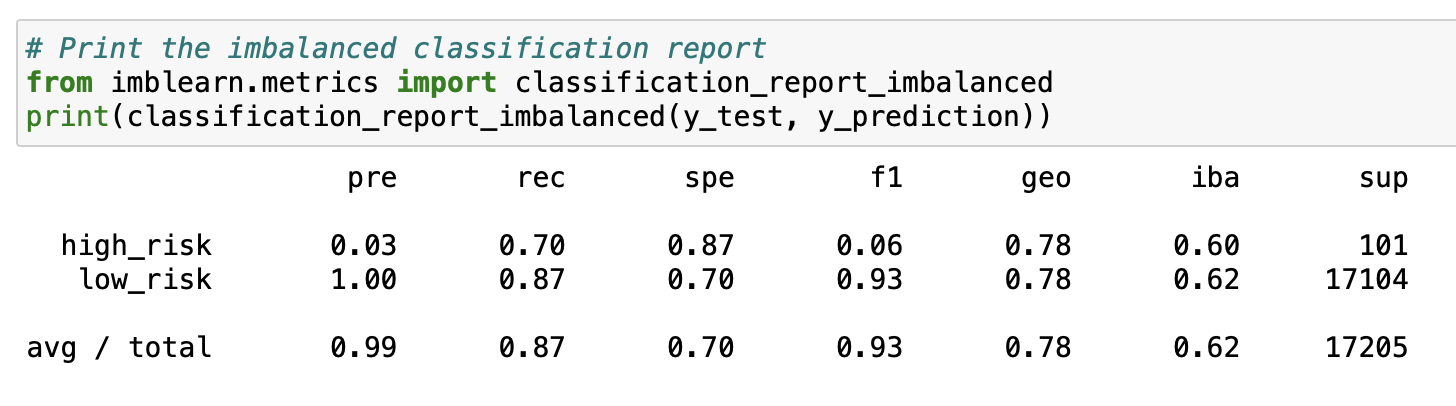 # Print the imbalanced classification report
from imblearn.metrics import classification_report_imbalanced
print(classification_report_imbalanced(y_test, y_prediction))
pre rec spe f1 geo iba sup
high_risk 0.03 0.70 0.87 0.06 0.78 0.60 101
low_risk 1.00 0.87 0.70 0.93 0.78 0.62 17104
avg / total 0.99 0.87 0.70 0.93 0.78 0.62 17205